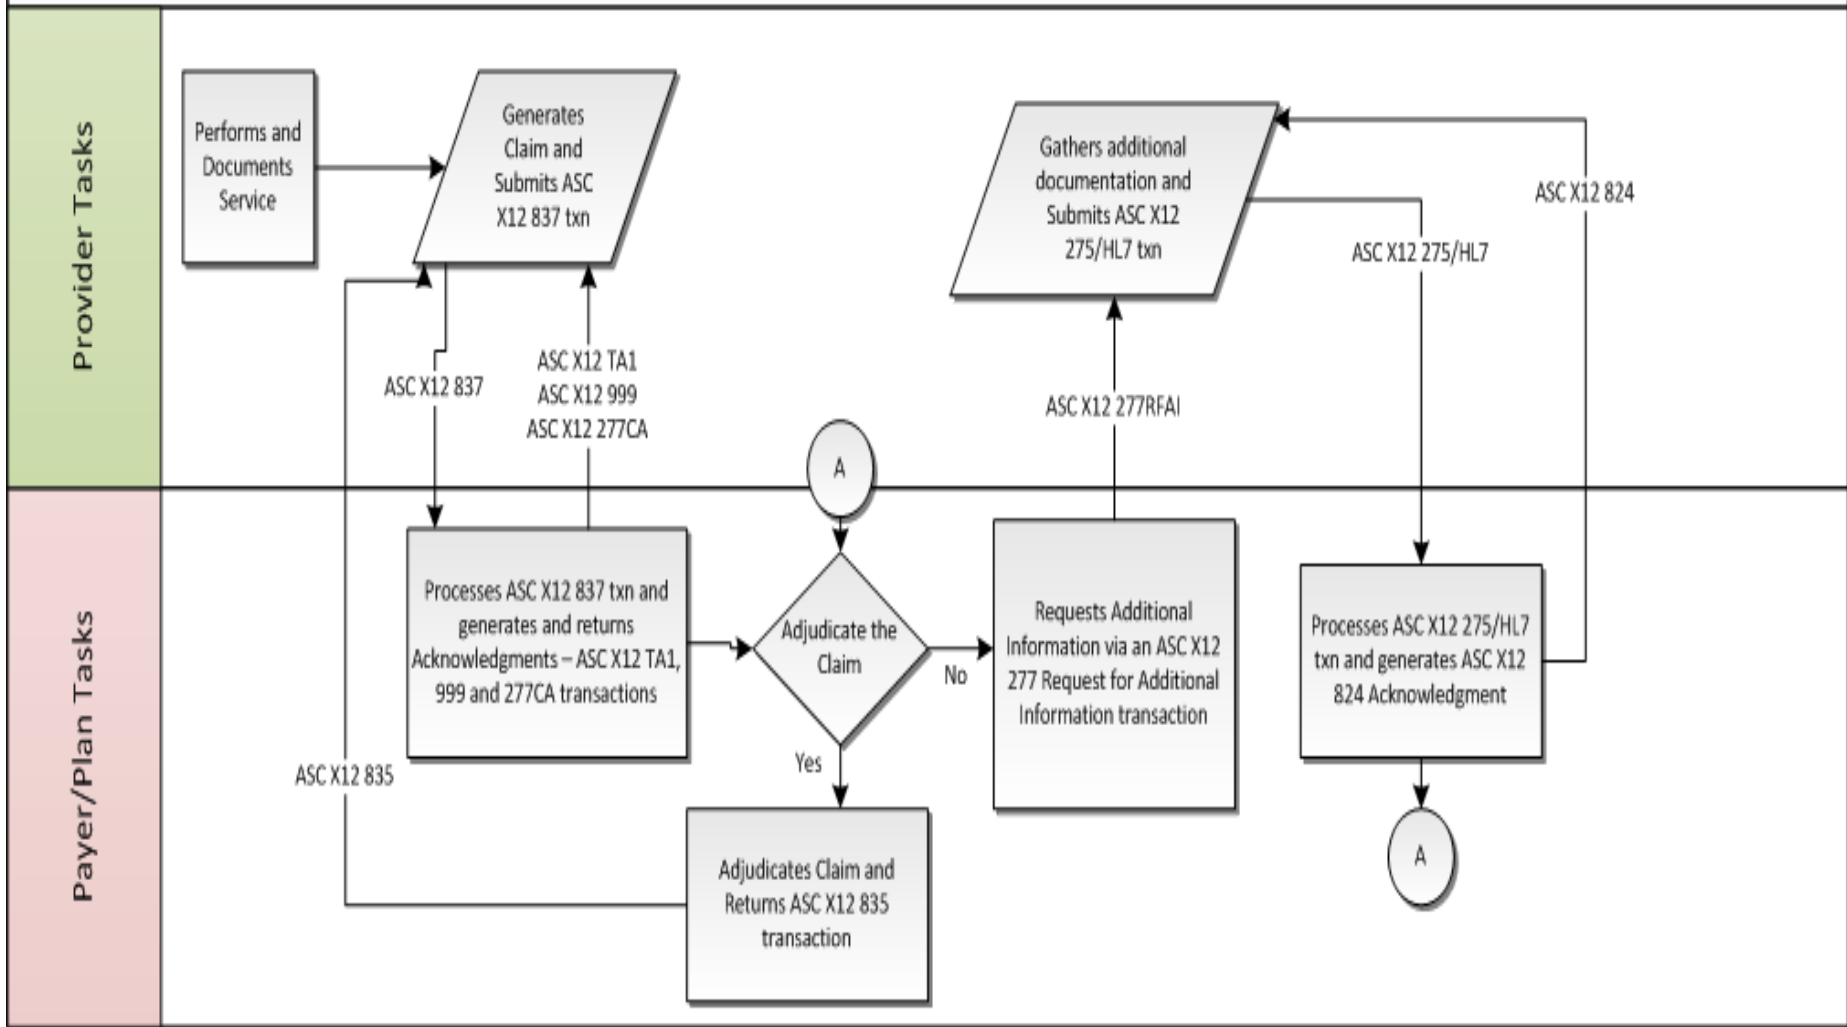 Provider Tasks
Performs and
Documents
Service
Generates
Claim and
Submits ASC
X12 837 txn
Gathers additional
documentation and
Submits ASC X12
275/HL7 txn
ASC X12 824
ASC X12 275/HL7
ASC X12 837
ASC X12 TA1
ASC X12 999
ASC X12 277CA
ASC X12 277RFAI
A
Payer/Plan Tasks
Processes ASC X12 837 txn and
generates and returns
Acknowledgments – ASC X12 TA1,
999 and 277CA transactions
Adjudicate the
Claim
No
Yes
Requests Additional
Information via an ASC X12
277 Request for Additional
Information transaction
Processes ASC X12 275/HL7
txn and generates ASC X12
824 Acknowledgment
ASC X12 835
Adjudicates Claim and
Returns ASC X12 835
transaction
A